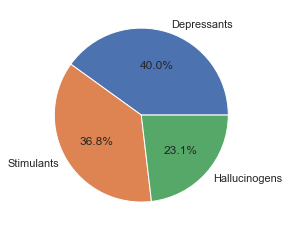 Depressants
40.0%
36.8%
23.1%
Stimulants
Hallucinogens